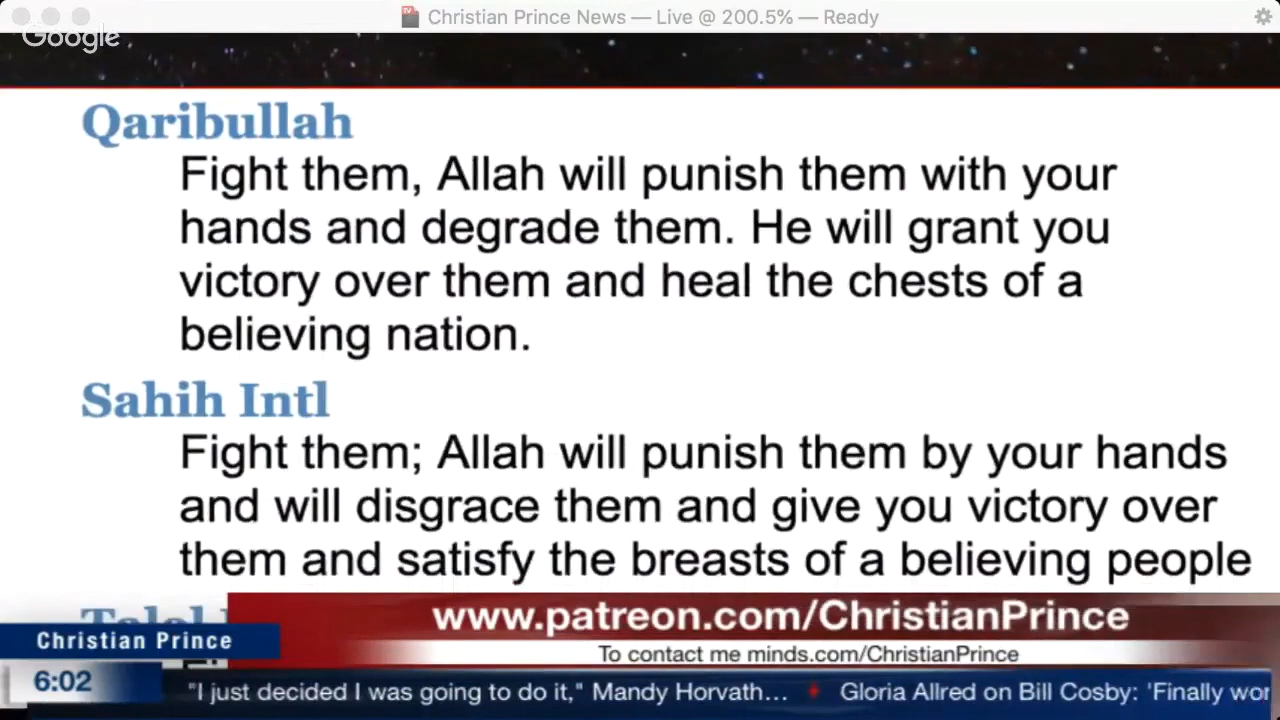 Christian Prince News — Live @ 200.5% — Ready
Google
Qaribullah
Fight them, Allah will punish them with your
hands and degrade them. He will grant you
victory over them and heal the chests of a
believing nation.
Sahih Intl
Fight them; Allah will punish them by your hands
and will disgrace them and give you victory over
them and satisfy the breasts of a believing people
www.patreon.com/ChristianPrince
Christian Prince
To contact me minds.com/ChristianPrince
6:02
"I just decided I was going to do it," Mandy Horvath... Gloria Allred on Bill Cosby: 'Finally